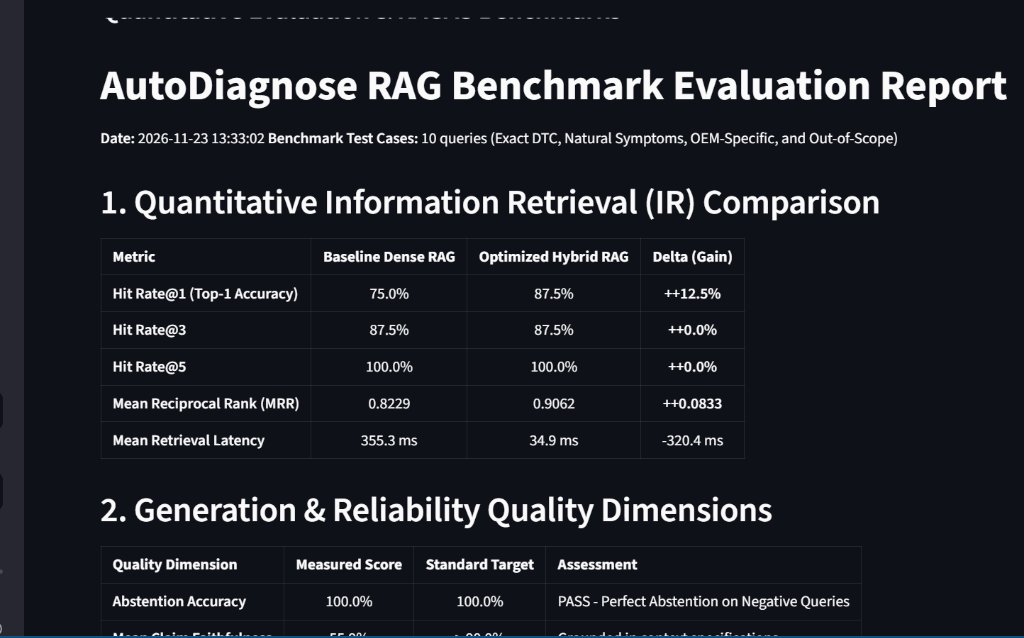 AutoDiagnose RAG Benchmark Evaluation Report
Date: 2026-11-23 13:33:02 Benchmark Test Cases: 10 queries (Exact DTC, Natural Symptoms, OEM-Specific, and Out-of-Scope)
1. Quantitative Information Retrieval (IR) Comparison
Metric Baseline Dense RAG Optimized Hybrid RAG Delta (Gain)
Hit Rate@1 (Top-1 Accuracy) 75.0% 87.5% ++12.5%
Hit Rate@3 87.5% 87.5% ++0.0%
Hit Rate@5 100.0% 100.0% ++0.0%
Mean Reciprocal Rank (MRR) 0.8229 0.9062 ++0.0833
Mean Retrieval Latency 355.3 ms 34.9 ms -320.4 ms
2. Generation & Reliability Quality Dimensions
Quality Dimension Measured Score Standard Target Assessment
Abstention Accuracy 100.0% 100.0% PASS - Perfect Abstention on Negative Queries
Mean Claim Faithfulness